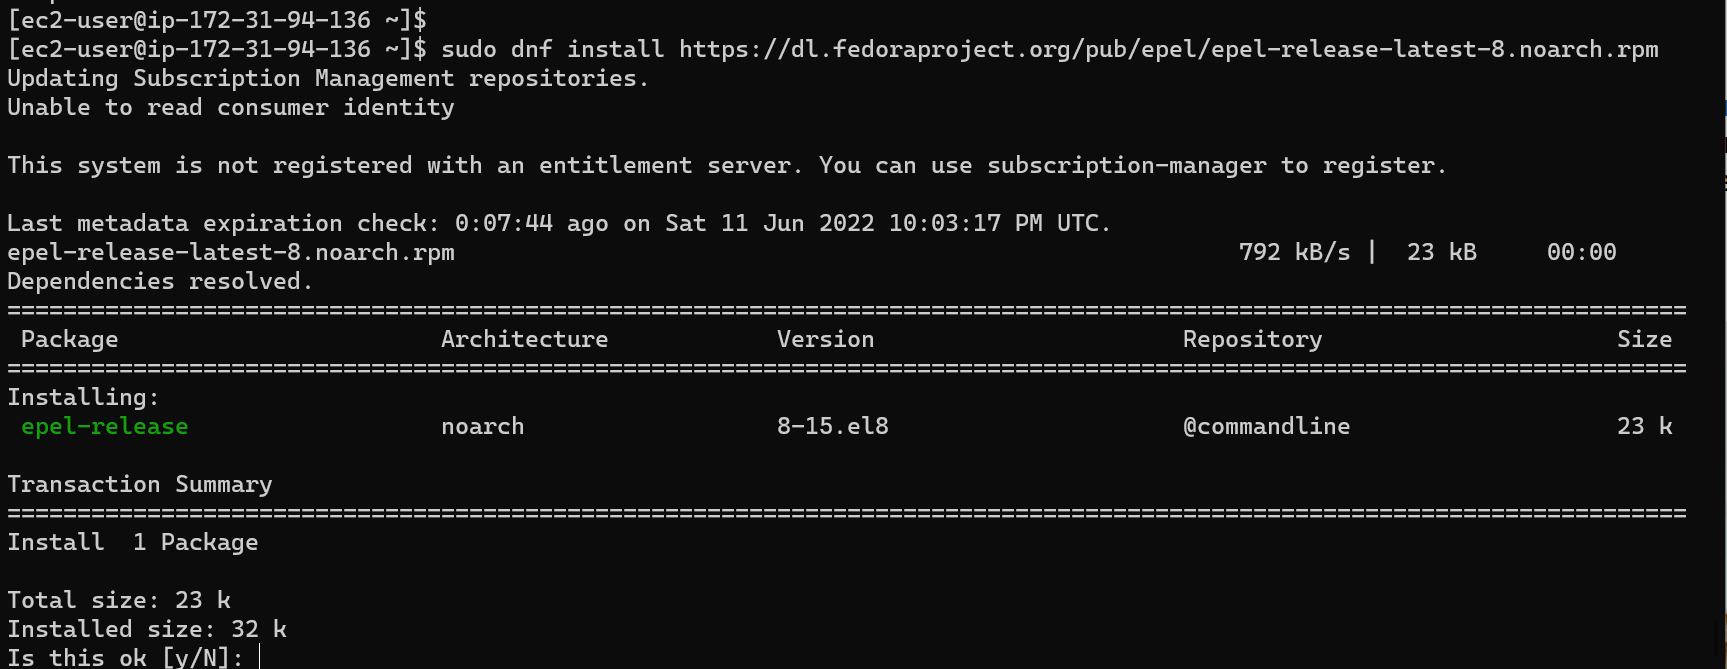 [ec2-user@ip-172-31-94-136 ~]$
[ec2-user@ip-172-31-94-136 ~]$ sudo dnf install https://dl.fedoraproject.org/pub/epel/epel-release-latest-8.noarch.rpm
Updating Subscription Management repositories.
Unable to read consumer identity
This system is not registered with an entitlement server. You can use subscription-manager to register.
Last metadata expiration check: 0:07:44 ago on Sat 11 Jun 2022 10:03:17 PM UTC.
epel-release-latest-8.noarch.rpm 792 kB/s | 23 kB 00:00
Dependencies resolved.
========================================================================================================================
Package Architecture Version Repository Size
========================================================================================================================
Installing:
epel-release noarch 8-15.el8 @commandline 23 k
Transaction Summary
========================================================================================================================
Install 1 Package
Total size: 23 k
Installed size: 32 k
Is this ok [y/N]: